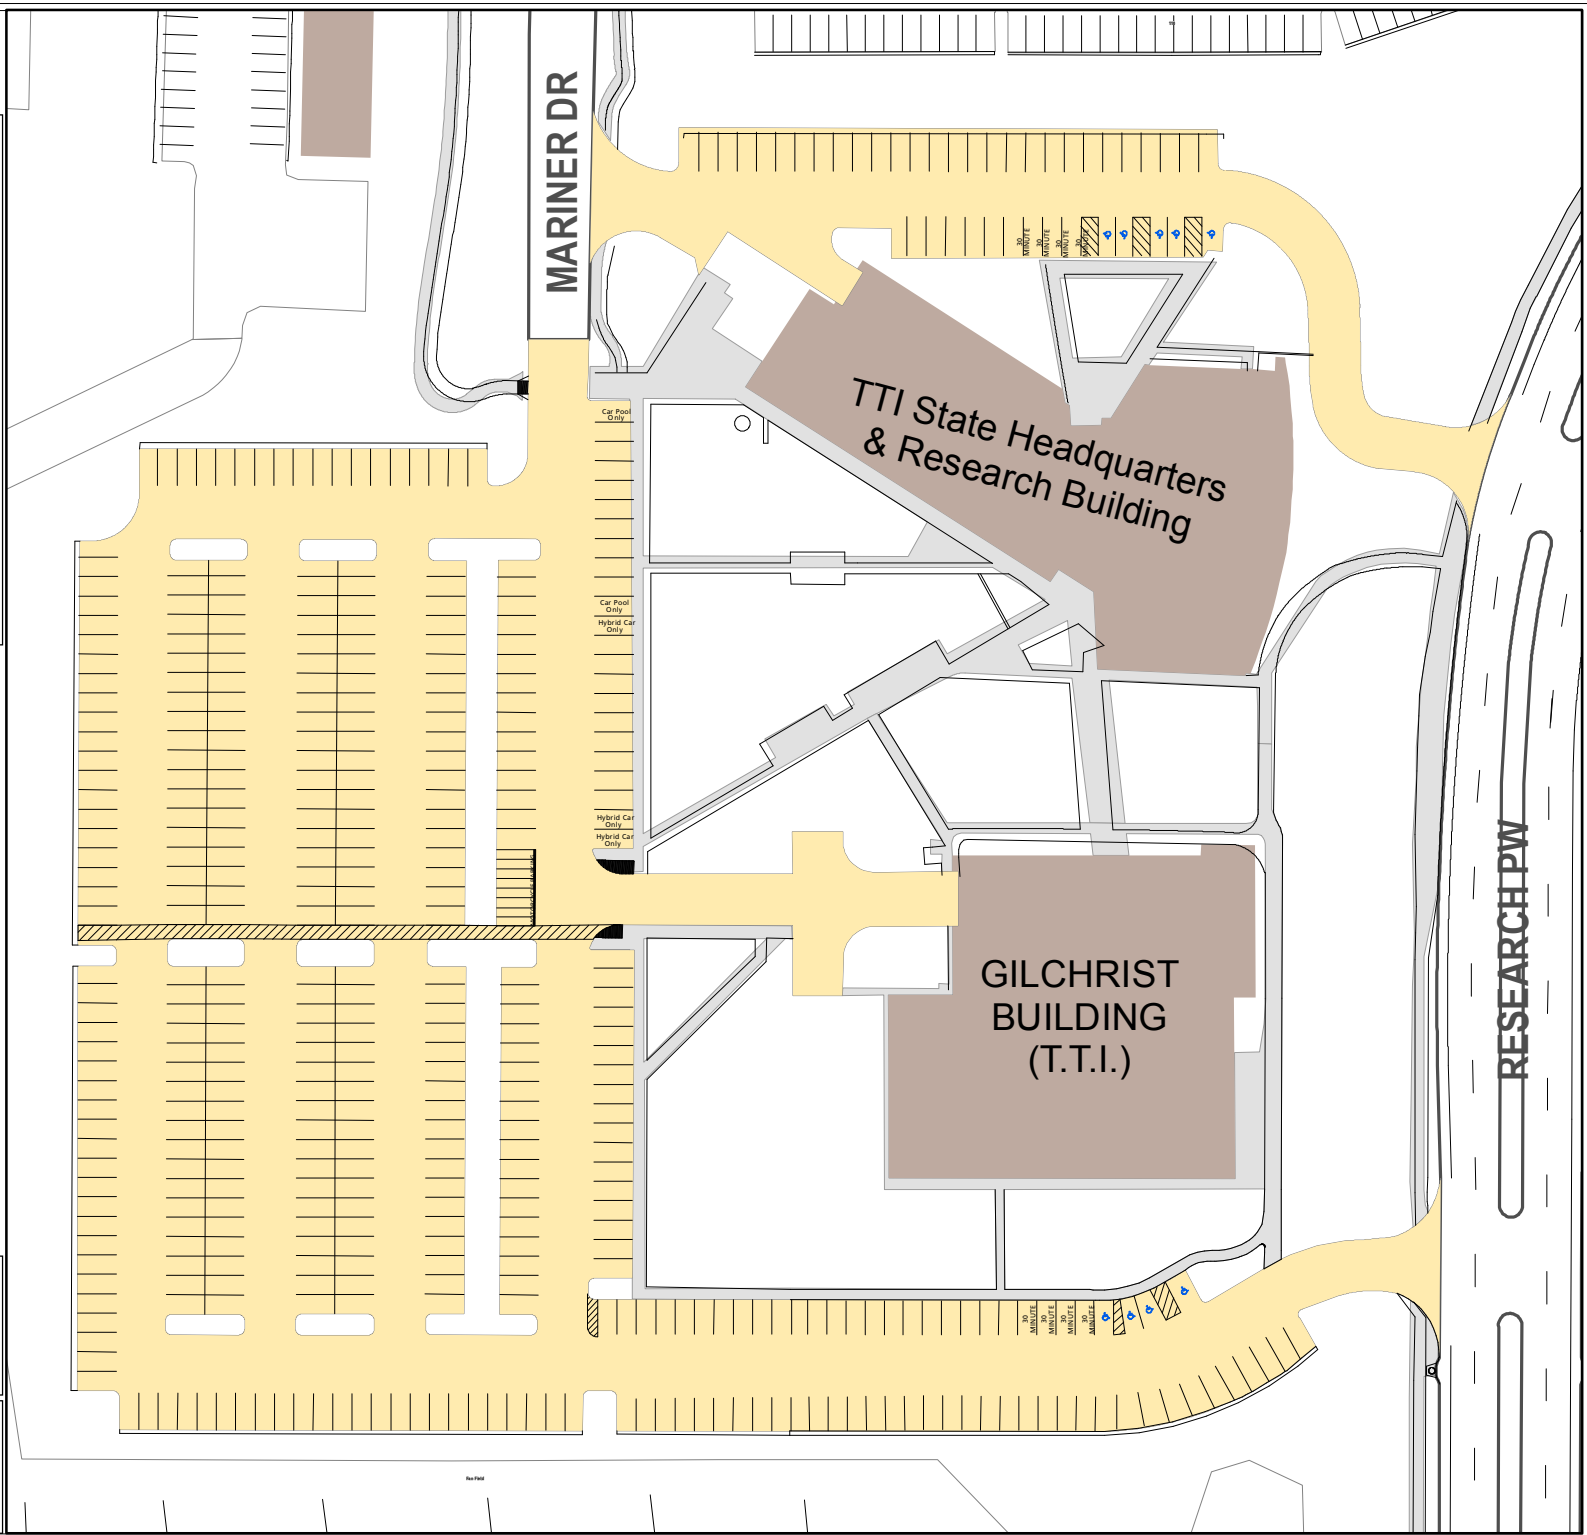 MARINER DR
30
MINUTE
30
MINUTE
30
MINUTE
30
MINUTE
TTI State Headquarters
& Research Building
Car Pool
Only
Car Pool
Only
Hybrid Car
Only
Hybrid Car
Only
Hybrid Car
Only
RESEARCH PW
GILCHRIST
BUILDING
(T.T.I.)
30
MINUTE
30
MINUTE
30
MINUTE
30
MINUTE